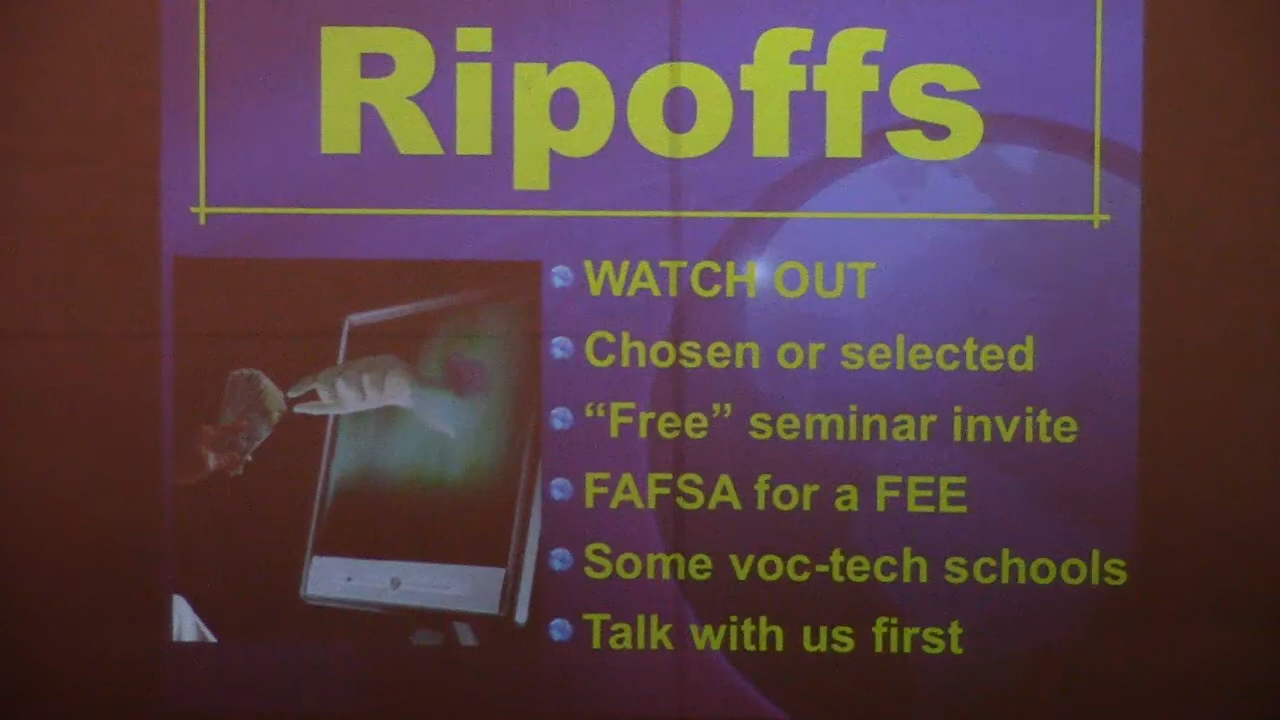 Ripoffs
WATCH OUT
Chosen or selected
“Free” seminar invite
FAFSA for a FEE
Some voc-tech schools
Talk with us first